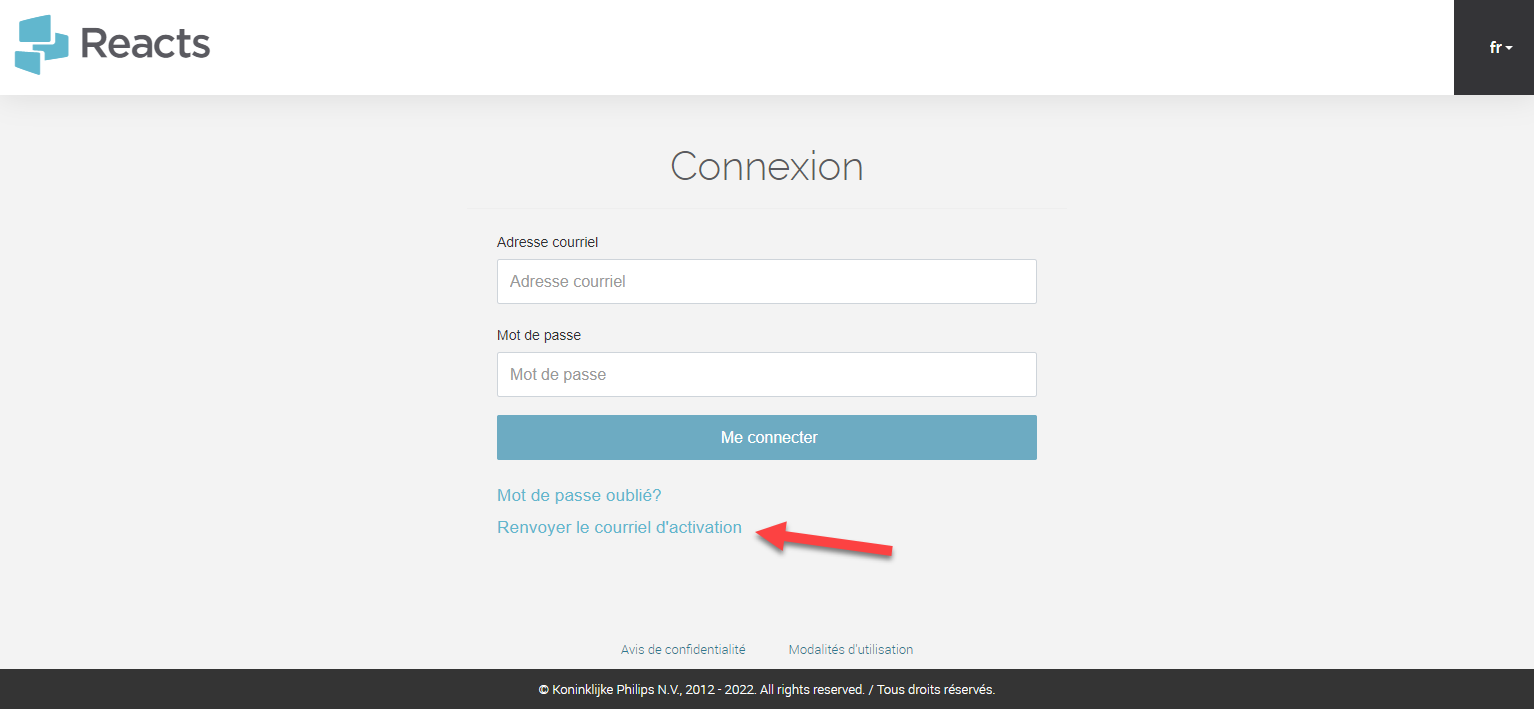 Reacts
fr
Connexion
Adresse courriel
Adresse courriel
Mot de passe
Mot de passe
Me connecter
Mot de passe oublié?
Renvoyer le courriel d'activation
Avis de confidentialité Modalités d'utilisation
© Koninklijke Philips N.V., 2012 - 2022. All rights reserved. / Tous droits réservés.